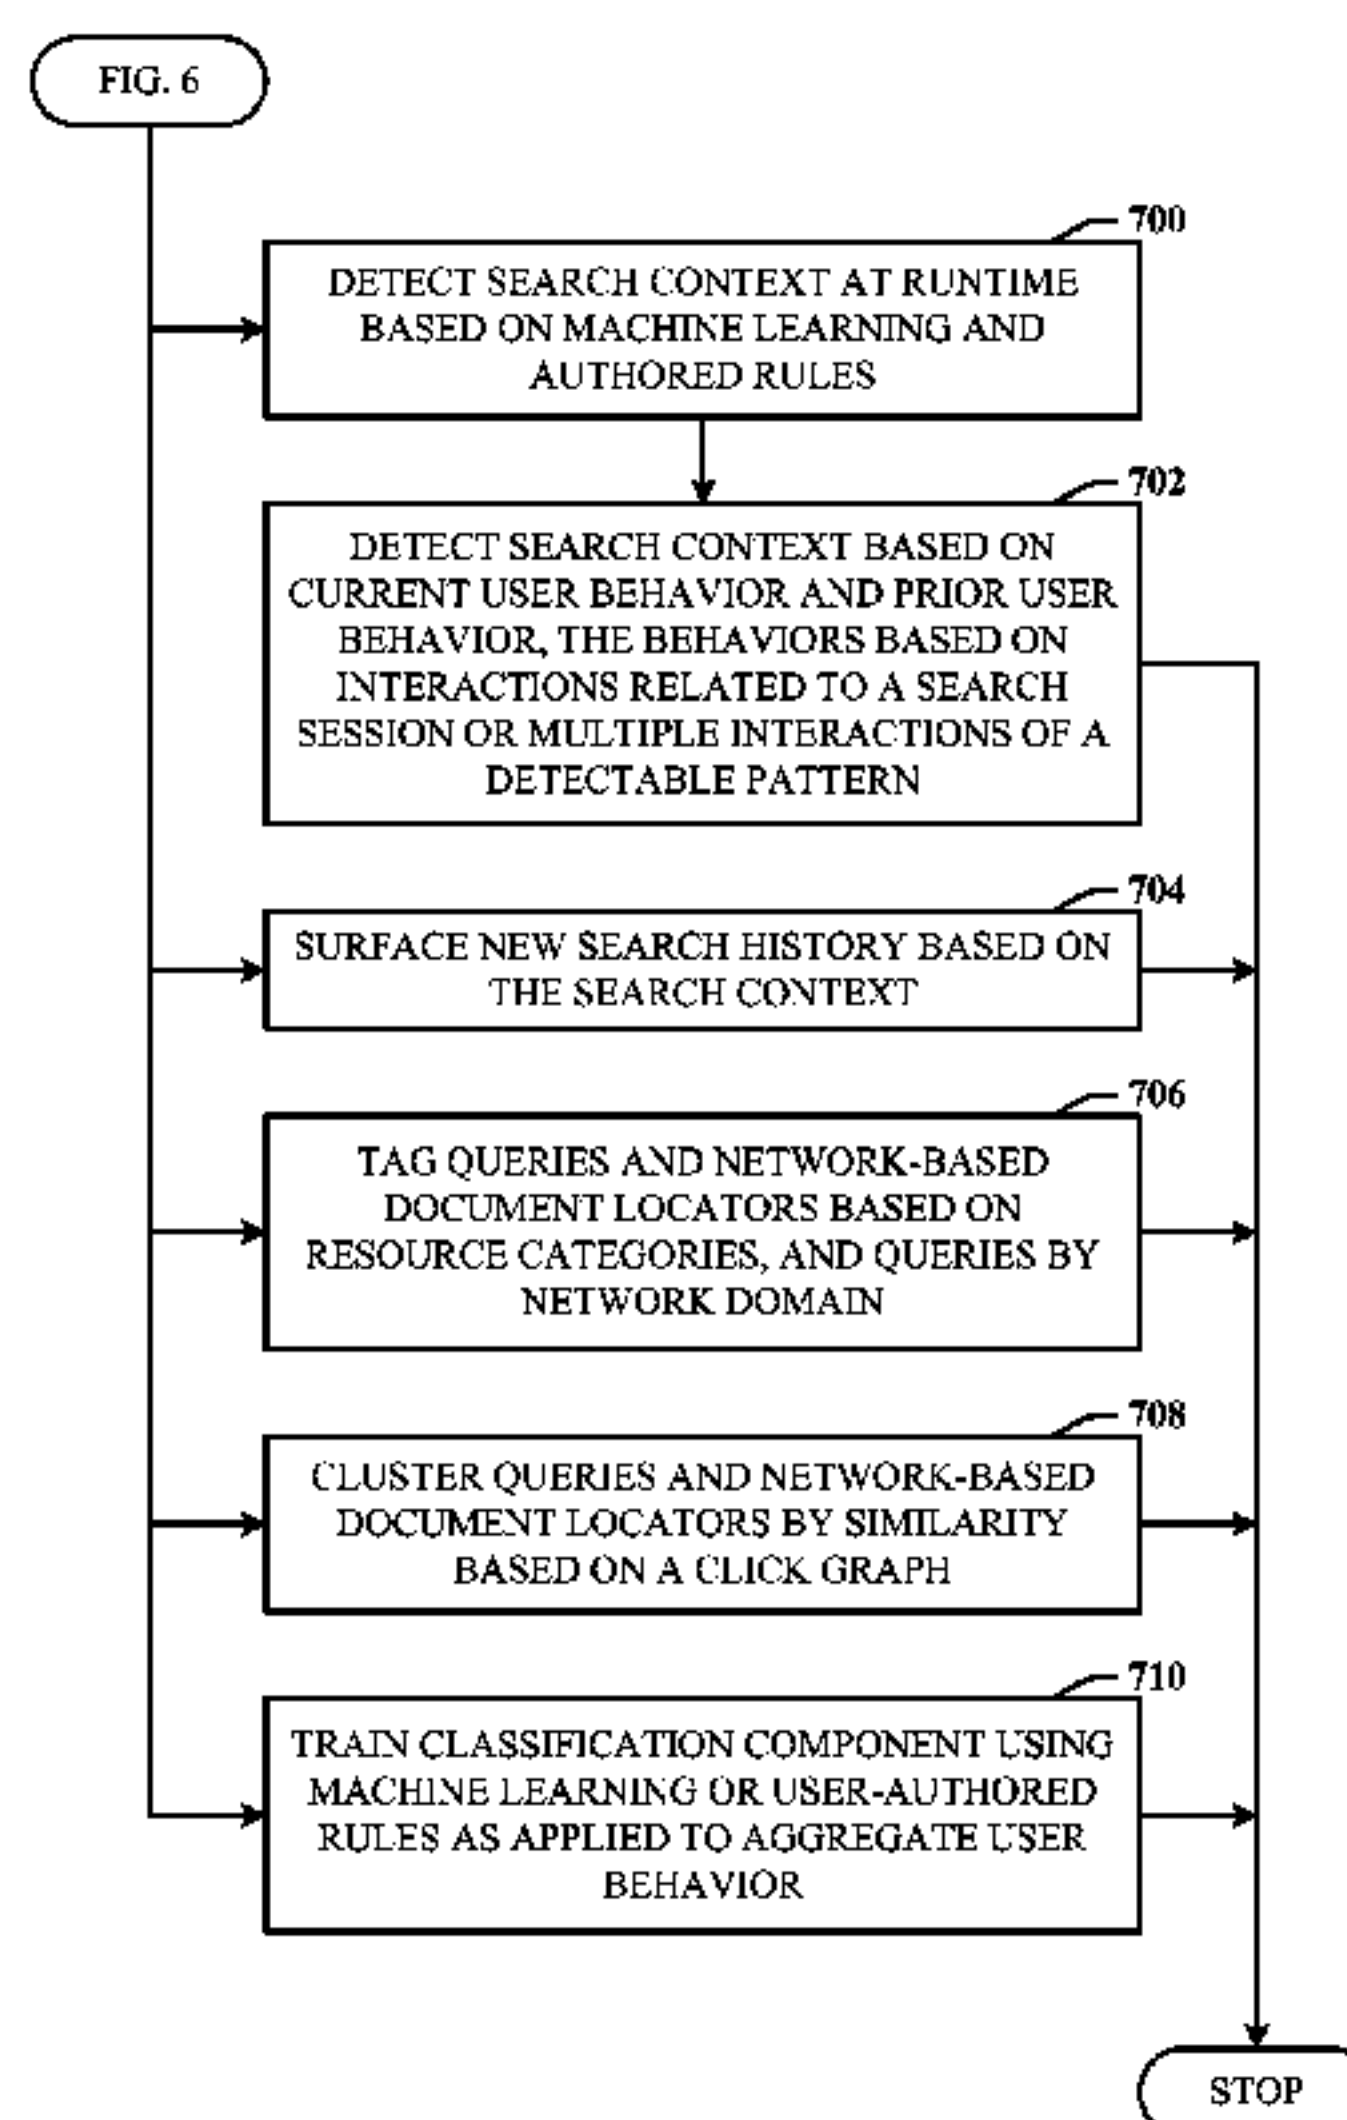 FIG. 6
700
DETECT SEARCH CONTEXT AT RUNTIME
BASED ON MACHINE LEARNING AND
AUTHORED RULES
702
DETECT SEARCH CONTEXT BASED ON
CURRENT USER BEHAVIOR AND PRIOR USER
BEHAVIOR, THE BEHAVIORS BASED ON
INTERACTIONS RELATED TO A SEARCH
SESSION OR MULTIPLE INTERACTIONS OF A
DETECTABLE PATTERN
704
SURFACE NEW SEARCH HISTORY BASED ON
THE SEARCH CONTEXT
706
TAG QUERIES AND NETWORK-BASED
DOCUMENT LOCATORS BASED ON
RESOURCE CATEGORIES, AND QUERIES BY
NETWORK DOMAIN
708
CLUSTER QUERIES AND NETWORK-BASED
DOCUMENT LOCATORS BY SIMILARITY
BASED ON A CLICK GRAPH
710
TRAIN CLASSIFICATION COMPONENT USING
MACHINE LEARNING OR USER-AUTHORED
RULES AS APPLIED TO AGGREGATE USER
BEHAVIOR
STOP